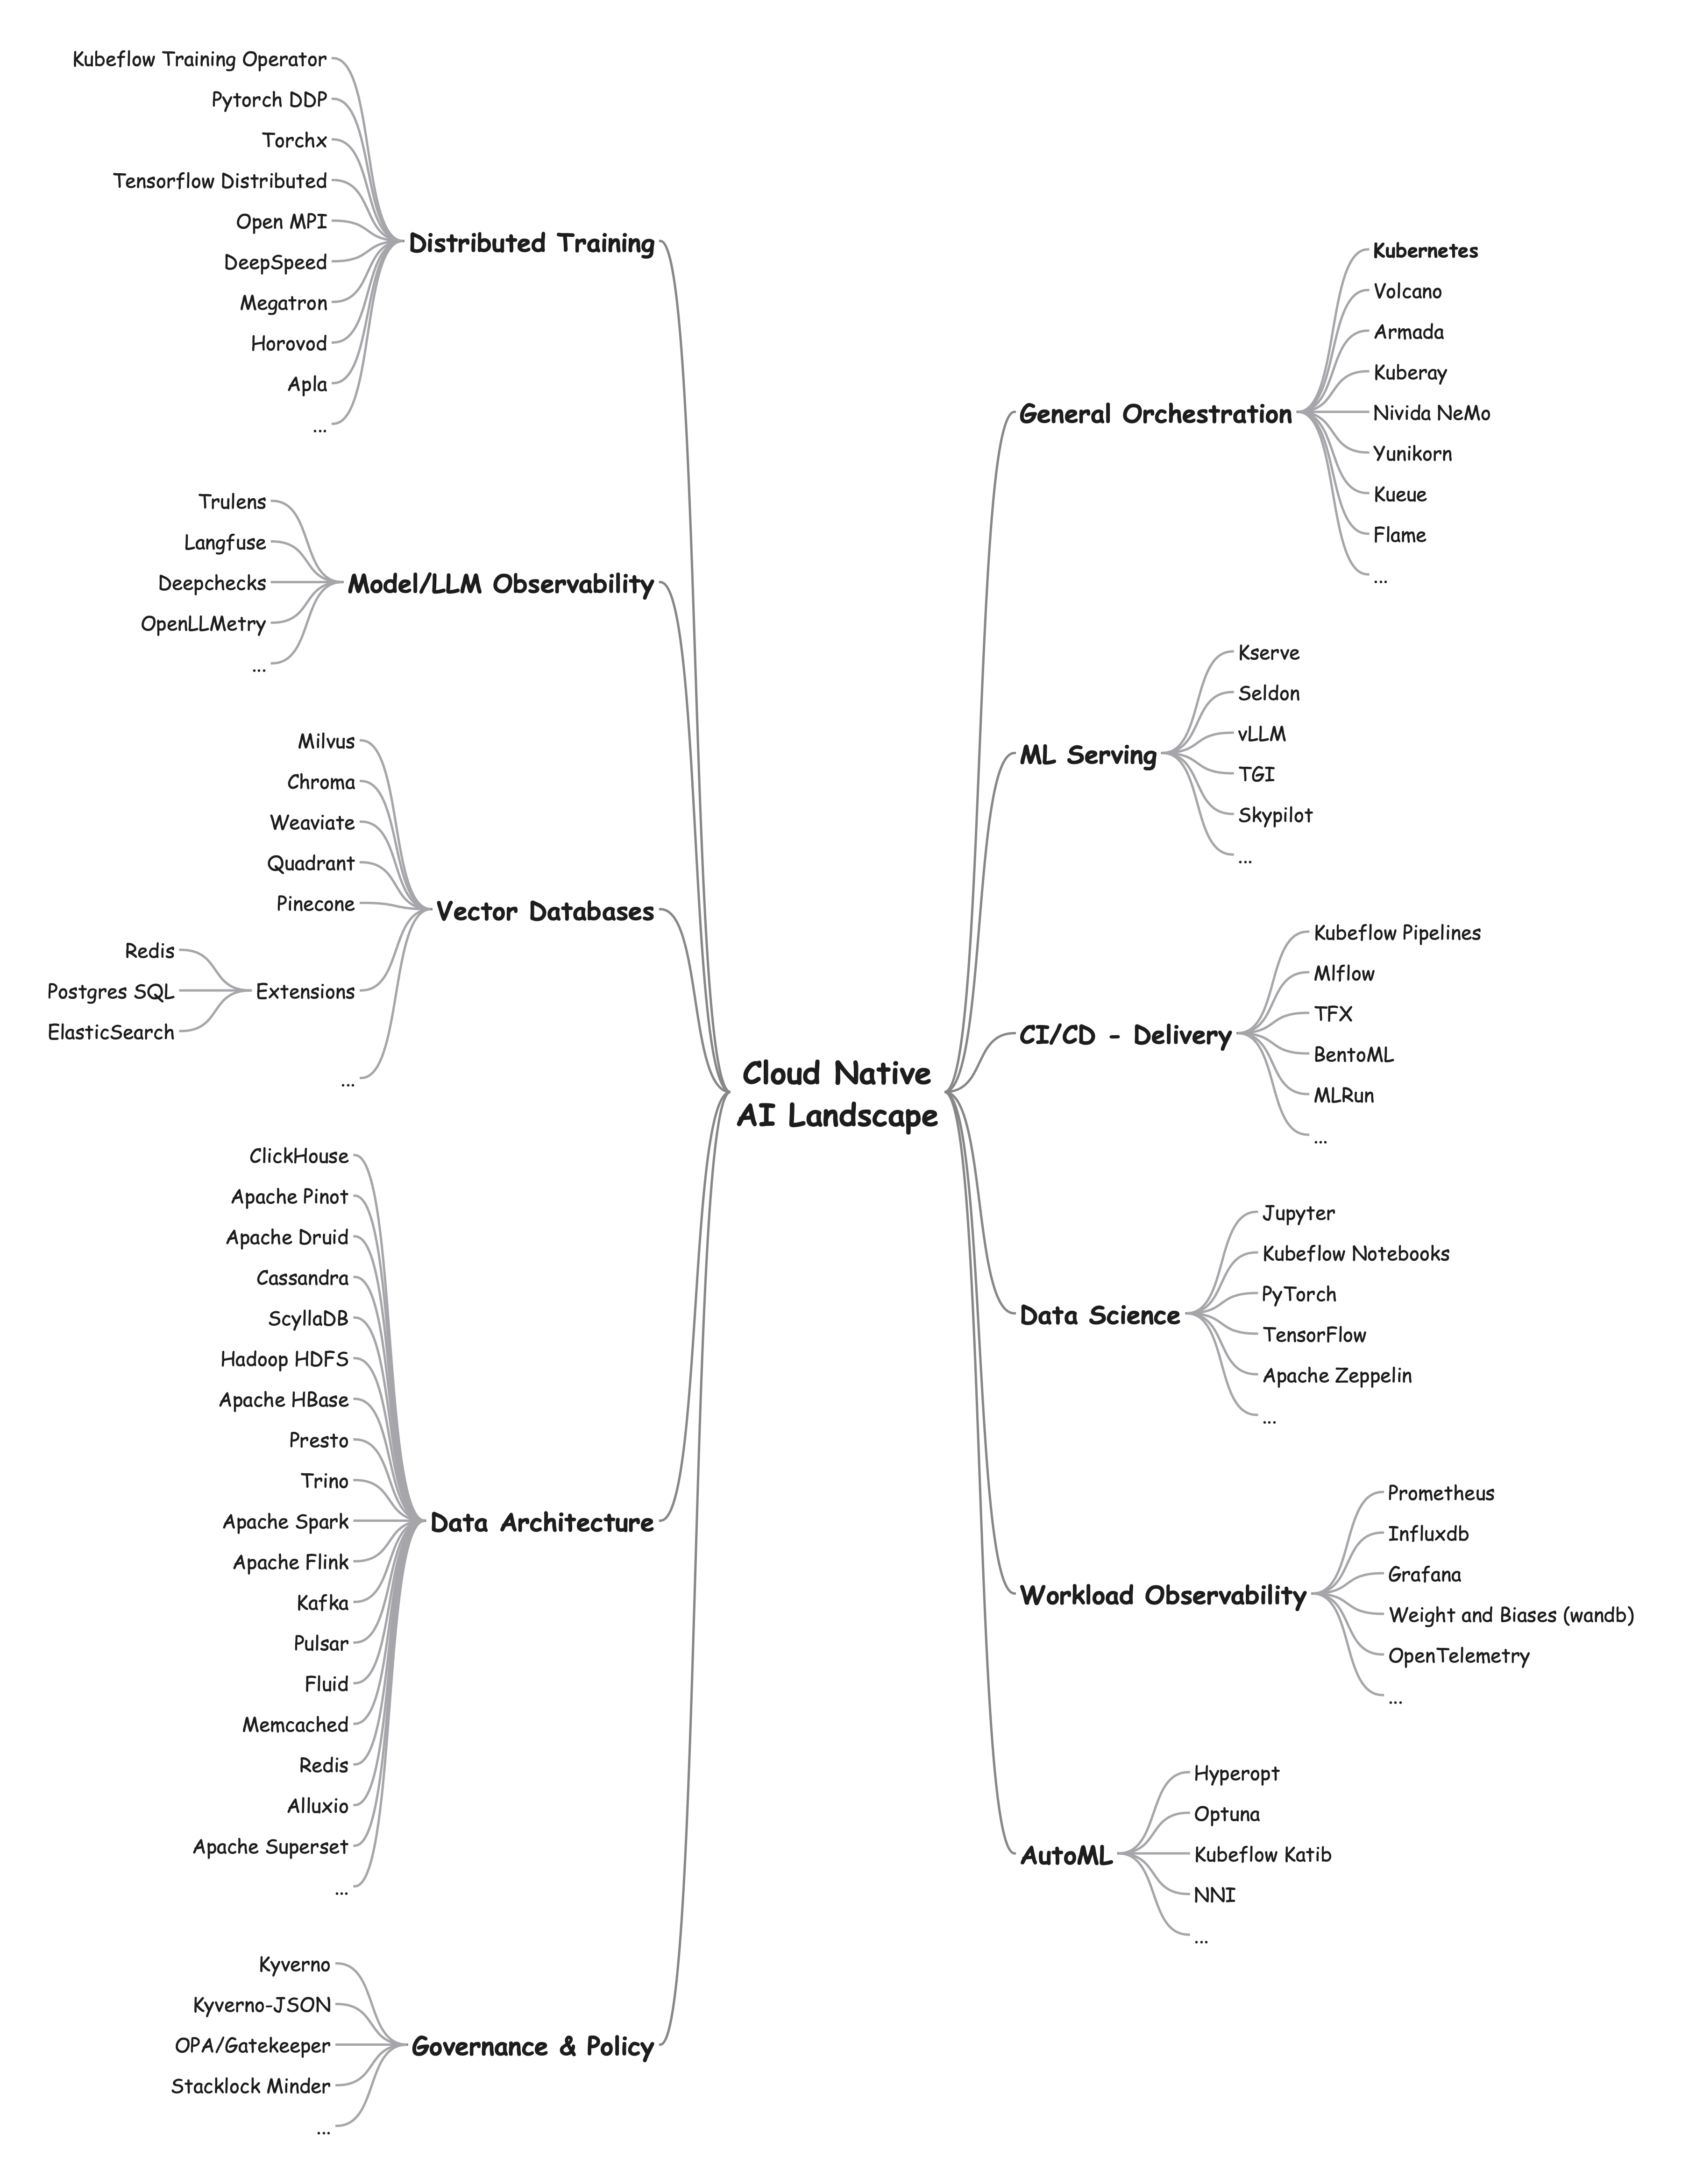 Cloud Native
AI Landscape
Distributed Training
Kubeflow Training Operator
Pytorch DDP
Torchx
Tensorflow Distributed
Open MPI
DeepSpeed
Megatron
Horovod
Apla
...
Model/LLM Observability
Trulens
Langfuse
Deepchecks
OpenLLMetry
...
Vector Databases
Milvus
Chroma
Weaviate
Quadrant
Pinecone
Extensions
Redis
Postgres SQL
ElasticSearch
...
Data Architecture
ClickHouse
Apache Pinot
Apache Druid
Cassandra
ScyllaDB
Hadoop HDFS
Apache HBase
Presto
Trino
Apache Spark
Apache Flink
Kafka
Pulsar
Fluid
Memcached
Redis
Alluxio
Apache Superset
...
Governance & Policy
Kyverno
Kyverno-JSON
OPA/Gatekeeper
Stacklock Minder
...
General Orchestration
Kubernetes
Volcano
Armada
Kuberay
Nivida NeMo
Yunikorn
Kueue
Flame
...
ML Serving
Kserve
Seldon
vLLM
TGI
Skypilot
...
CI/CD - Delivery
Kubeflow Pipelines
Mlflow
TFX
BentoML
MLRun
...
Data Science
Jupyter
Kubeflow Notebooks
PyTorch
TensorFlow
Apache Zeppelin
...
Workload Observability
Prometheus
Influxdb
Grafana
Weight and Biases (wandb)
OpenTelemetry
...
AutoML
Hyperopt
Optuna
Kubeflow Katib
NNI
...